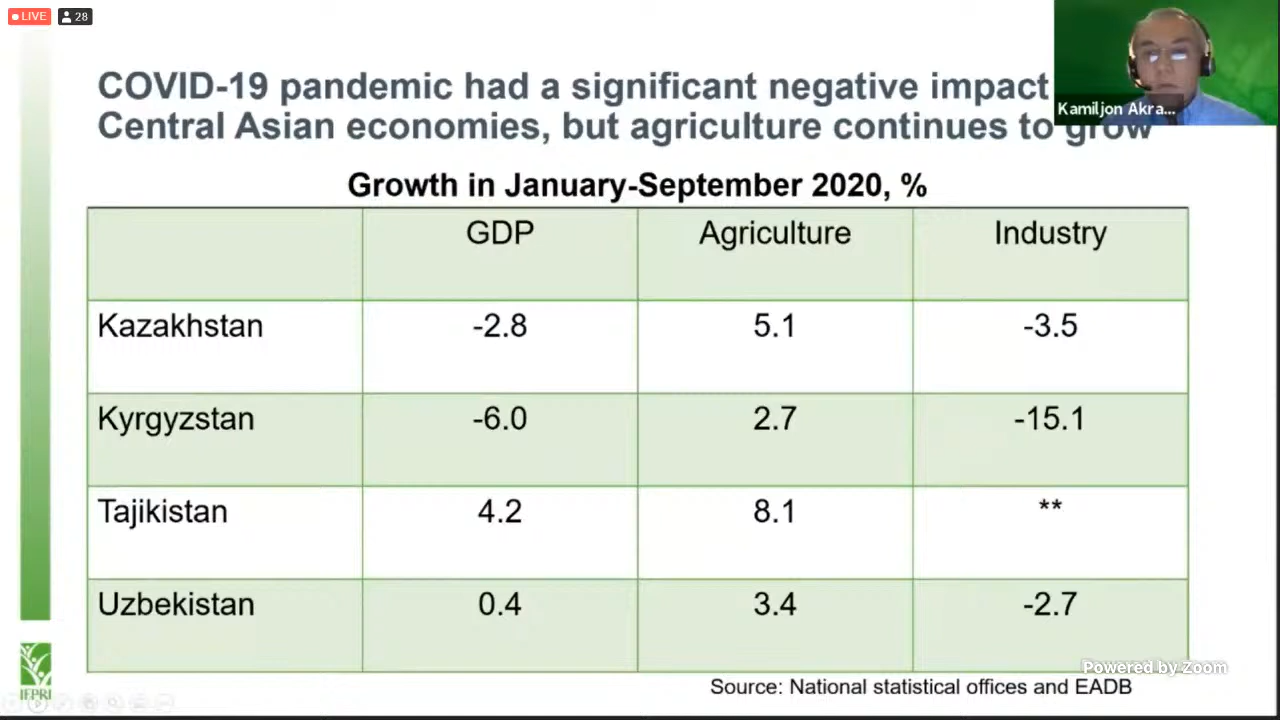 LIVE 28
COVID-19 pandemic had a significant negative impact
Central Asian economies, but agriculture continues to grow
Kamiljon Akra...
Growth in January-September 2020, %
GDP Agriculture Industry
Kazakhstan -2.8 5.1 -3.5
Kyrgyzstan -6.0 2.7 -15.1
Tajikistan 4.2 8.1 **
Uzbekistan 0.4 3.4 -2.7
Powered by Zoom
IFPRI
Source: National statistical offices and EADB